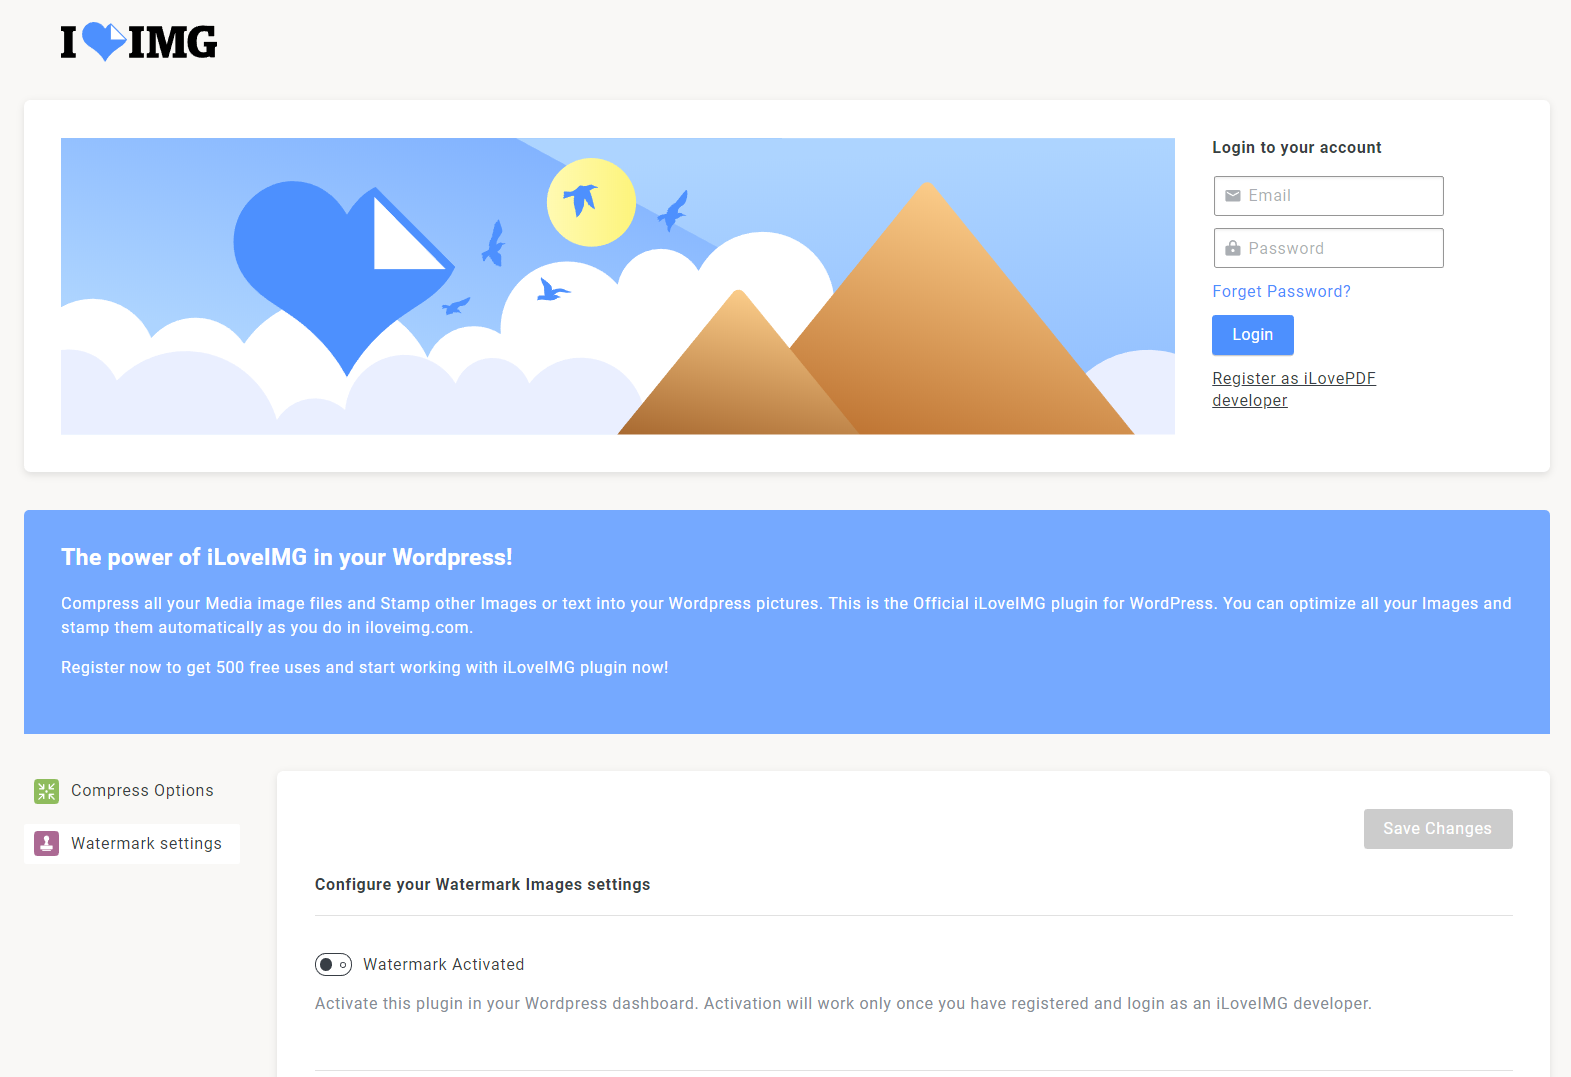 I IMG
Login to your account
Email
Password
Forget Password?
Login
Register as iLovePDF
developer
The power of iLoveIMG in your Wordpress!
Compress all your Media image files and Stamp other Images or text into your Wordpress pictures. This is the Official iLoveIMG plugin for WordPress. You can optimize all your Images and
stamp them automatically as you do in iloveimg.com.
Register now to get 500 free uses and start working with iLoveIMG plugin now!
Compress Options
Watermark settings
Save Changes
Configure your Watermark Images settings
Watermark Activated
Activate this plugin in your Wordpress dashboard. Activation will work only once you have registered and login as an iLoveIMG developer.